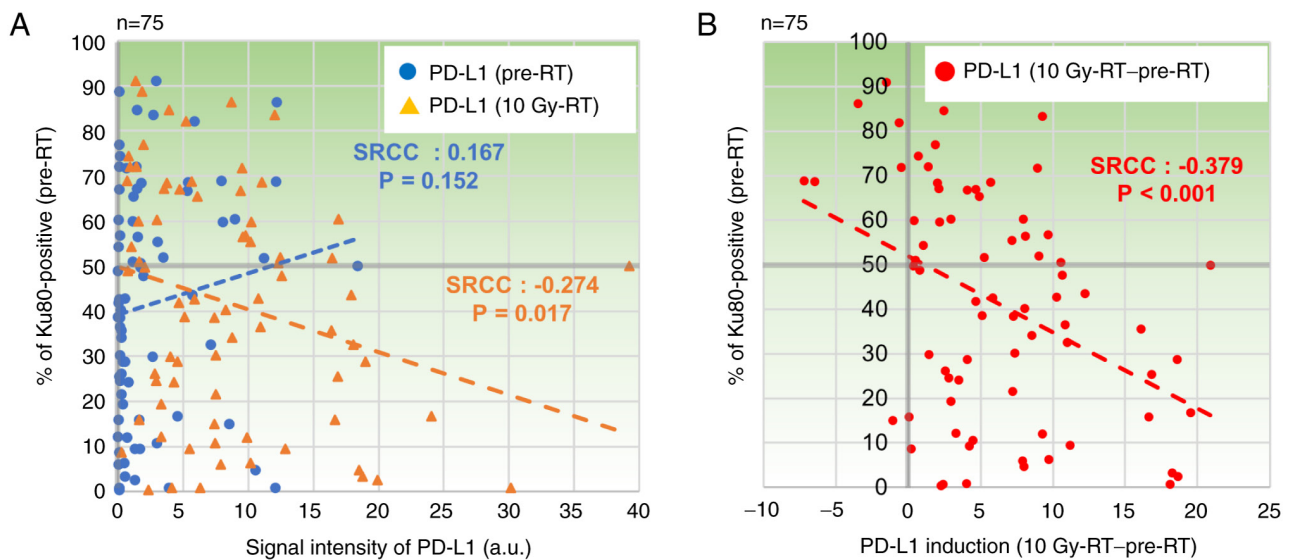 A
n=75
100
90
80
70
60
50
40
30
20
10
0
% of Ku80-positive (pre-RT)
PD-L1 (pre-RT)
PD-L1 (10 Gy-RT)
SRCC : 0.167
P = 0.152
SRCC : -0.274
P = 0.017
0 5 10 15 20 25 30 35 40
Signal intensity of PD-L1 (a.u.)
B
n=75
100
90
80
70
60
50
40
30
20
10
0
% of Ku80-positive (pre-RT)
PD-L1 (10 Gy-RT–pre-RT)
SRCC : -0.379
P < 0.001
−10 −5 0 5 10 15 20 25
PD-L1 induction (10 Gy-RT–pre-RT)